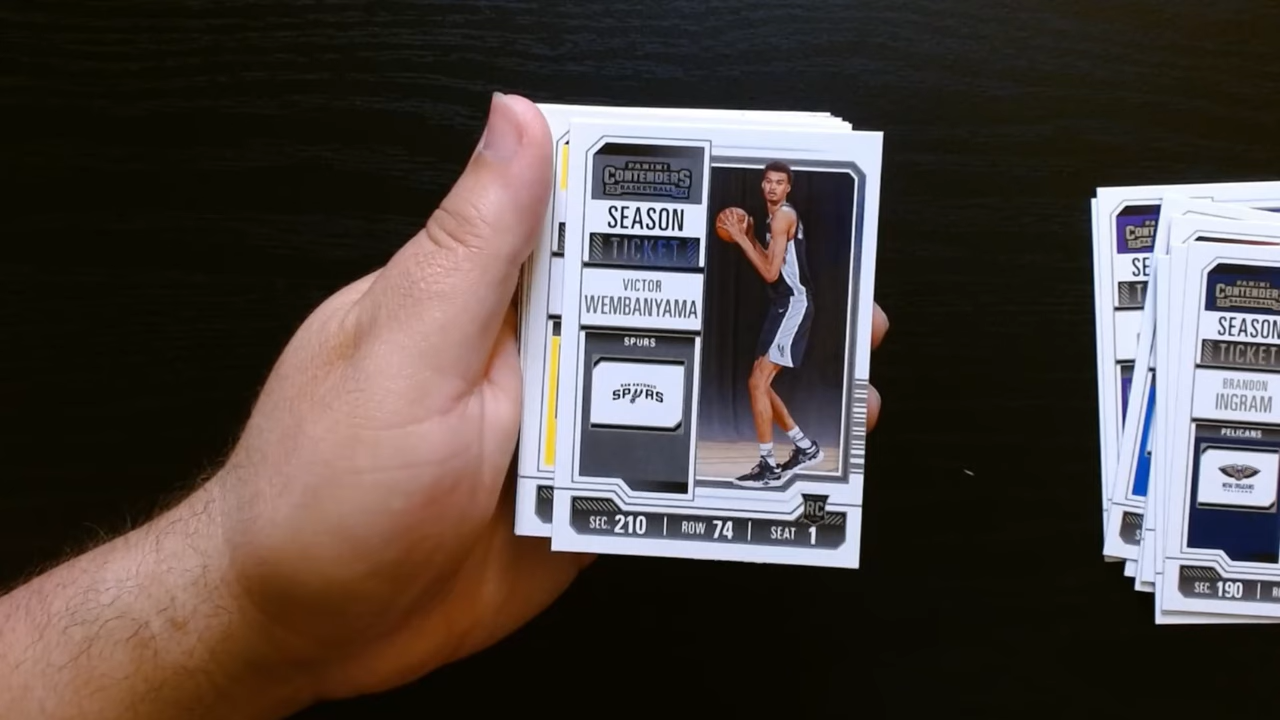 PANINI
CONTENDERS
23 BASKETBALL 24
SEASON
TICKET
VICTOR
WEMBANYAMA
SPURS
SAN ANTONIO
SPURS
RC
SEC. 210 | ROW 74 | SEAT 1
CONTENDERS
SEASON
TICKET
BRANDON
INGRAM
PELICANS
NEW ORLEANS
PELICANS
SEC. 190